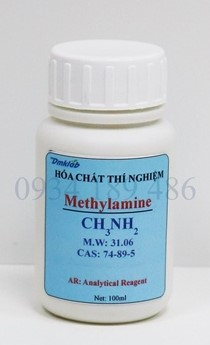 Omklab
HÓA CHẤT THÍ NGHIỆM
0934 189 486
Methylamine
CH₃NH₂
M.W: 31.06
CAS: 74-89-5
AR: Analytical Reagent
Net: 100ml